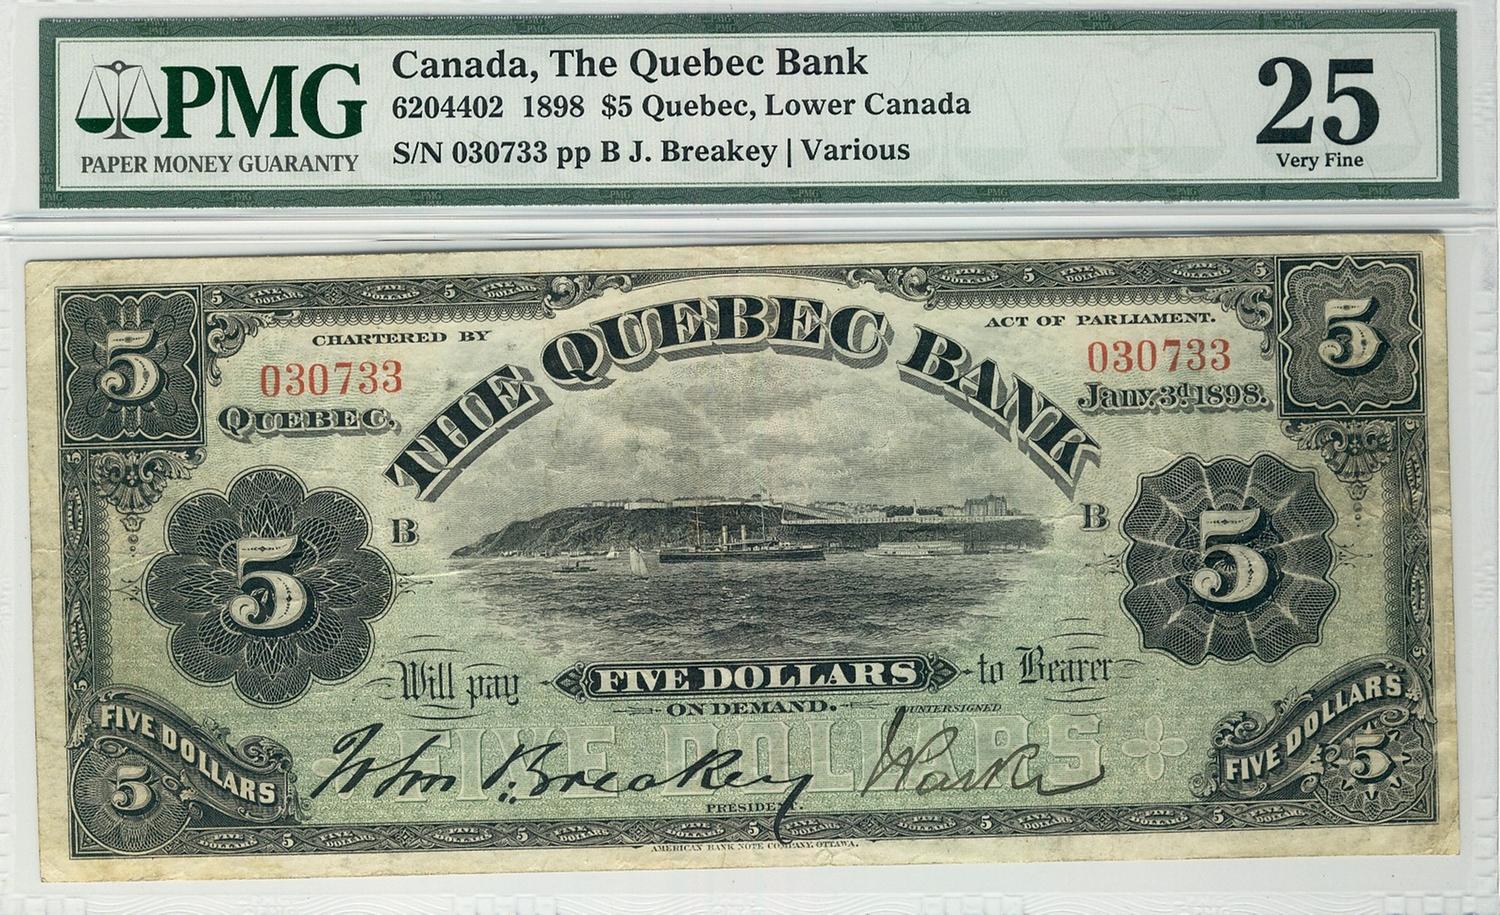 PMG
PAPER MONEY GUARANTY
Canada, The Quebec Bank
6204402 1898 $5 Quebec, Lower Canada
S/N 030733 pp B J. Breakey | Various
25
Very Fine
5
5
CHARTERED BY
ACT OF PARLIAMENT.
030733
030733
QUEBEC,
Jany. 3d. 1898.
THE QUEBEC BANK
B
B
5
5
Will pay FIVE DOLLARS to Bearer
ON DEMAND.
COUNTERSIGNED
FIVE DOLLARS
FIVE DOLLARS
FIVE DOLLARS
5
5
John Breakey
PRESIDENT.
AMERICAN BANK NOTE COMPANY, OTTAWA.